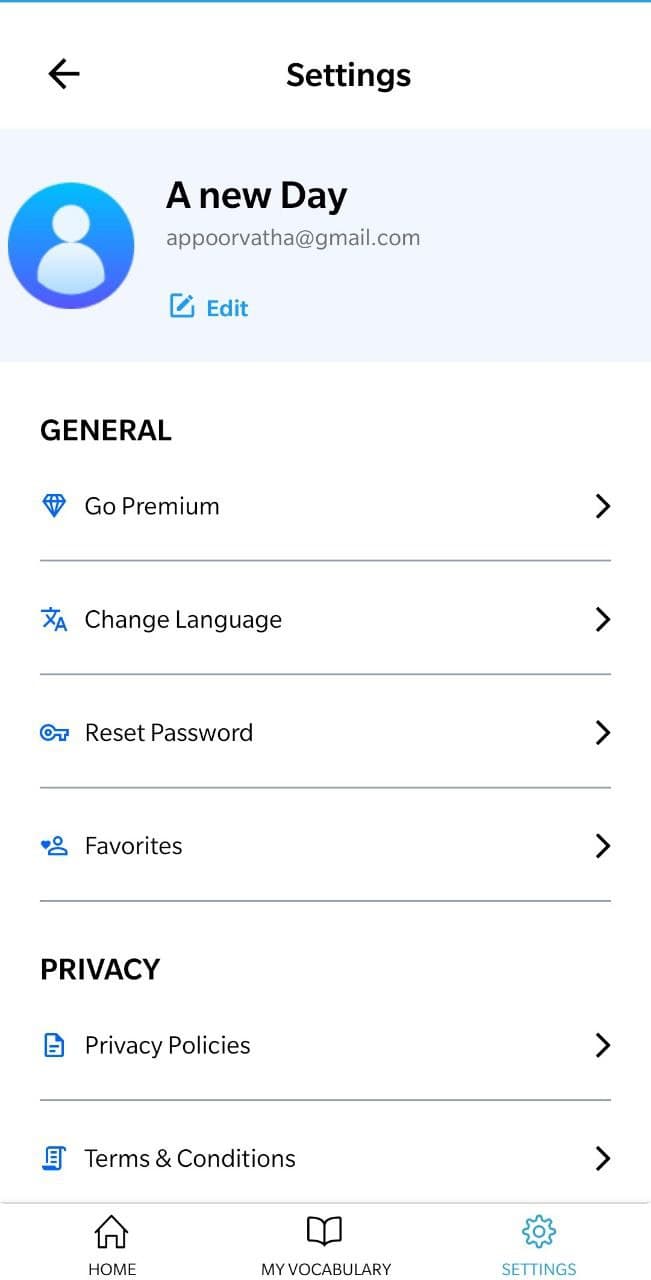 Settings
A new Day
appoorvatha@gmail.com
Edit
GENERAL
Go Premium
Change Language
Reset Password
Favorites
PRIVACY
Privacy Policies
Terms & Conditions
HOME
MY VOCABULARY
SETTINGS